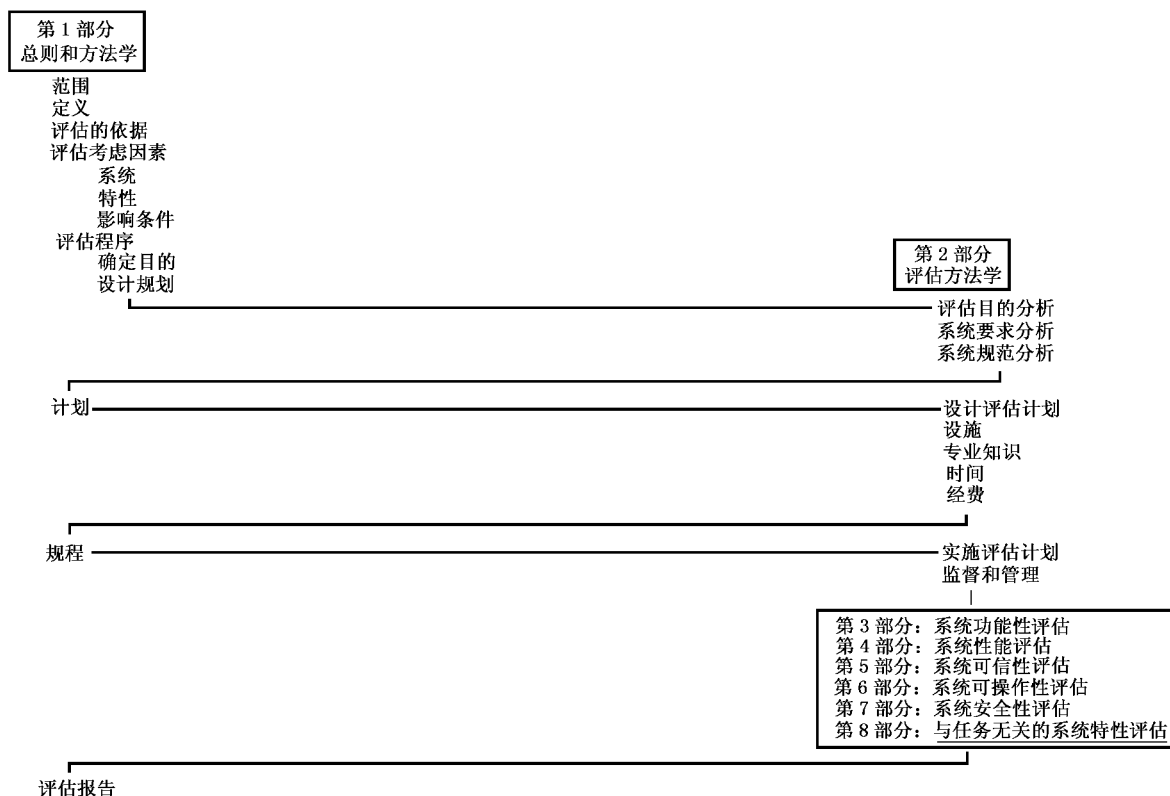 第1部分
总则和方法学
范围
定义
评估的依据
评估考虑因素
系统
特性
影响条件
评估程序
确定目的
设计规划
第2部分
评估方法学
评估目的分析
系统要求分析
系统规范分析
计划
设计评估计划
设施
专业知识
时间
经费
规程
实施评估计划
监督和管理
第3部分：系统功能性评估
第4部分：系统性能评估
第5部分：系统可信性评估
第6部分：系统可操作性评估
第7部分：系统安全性评估
第8部分：与任务无关的系统特性评估
评估报告